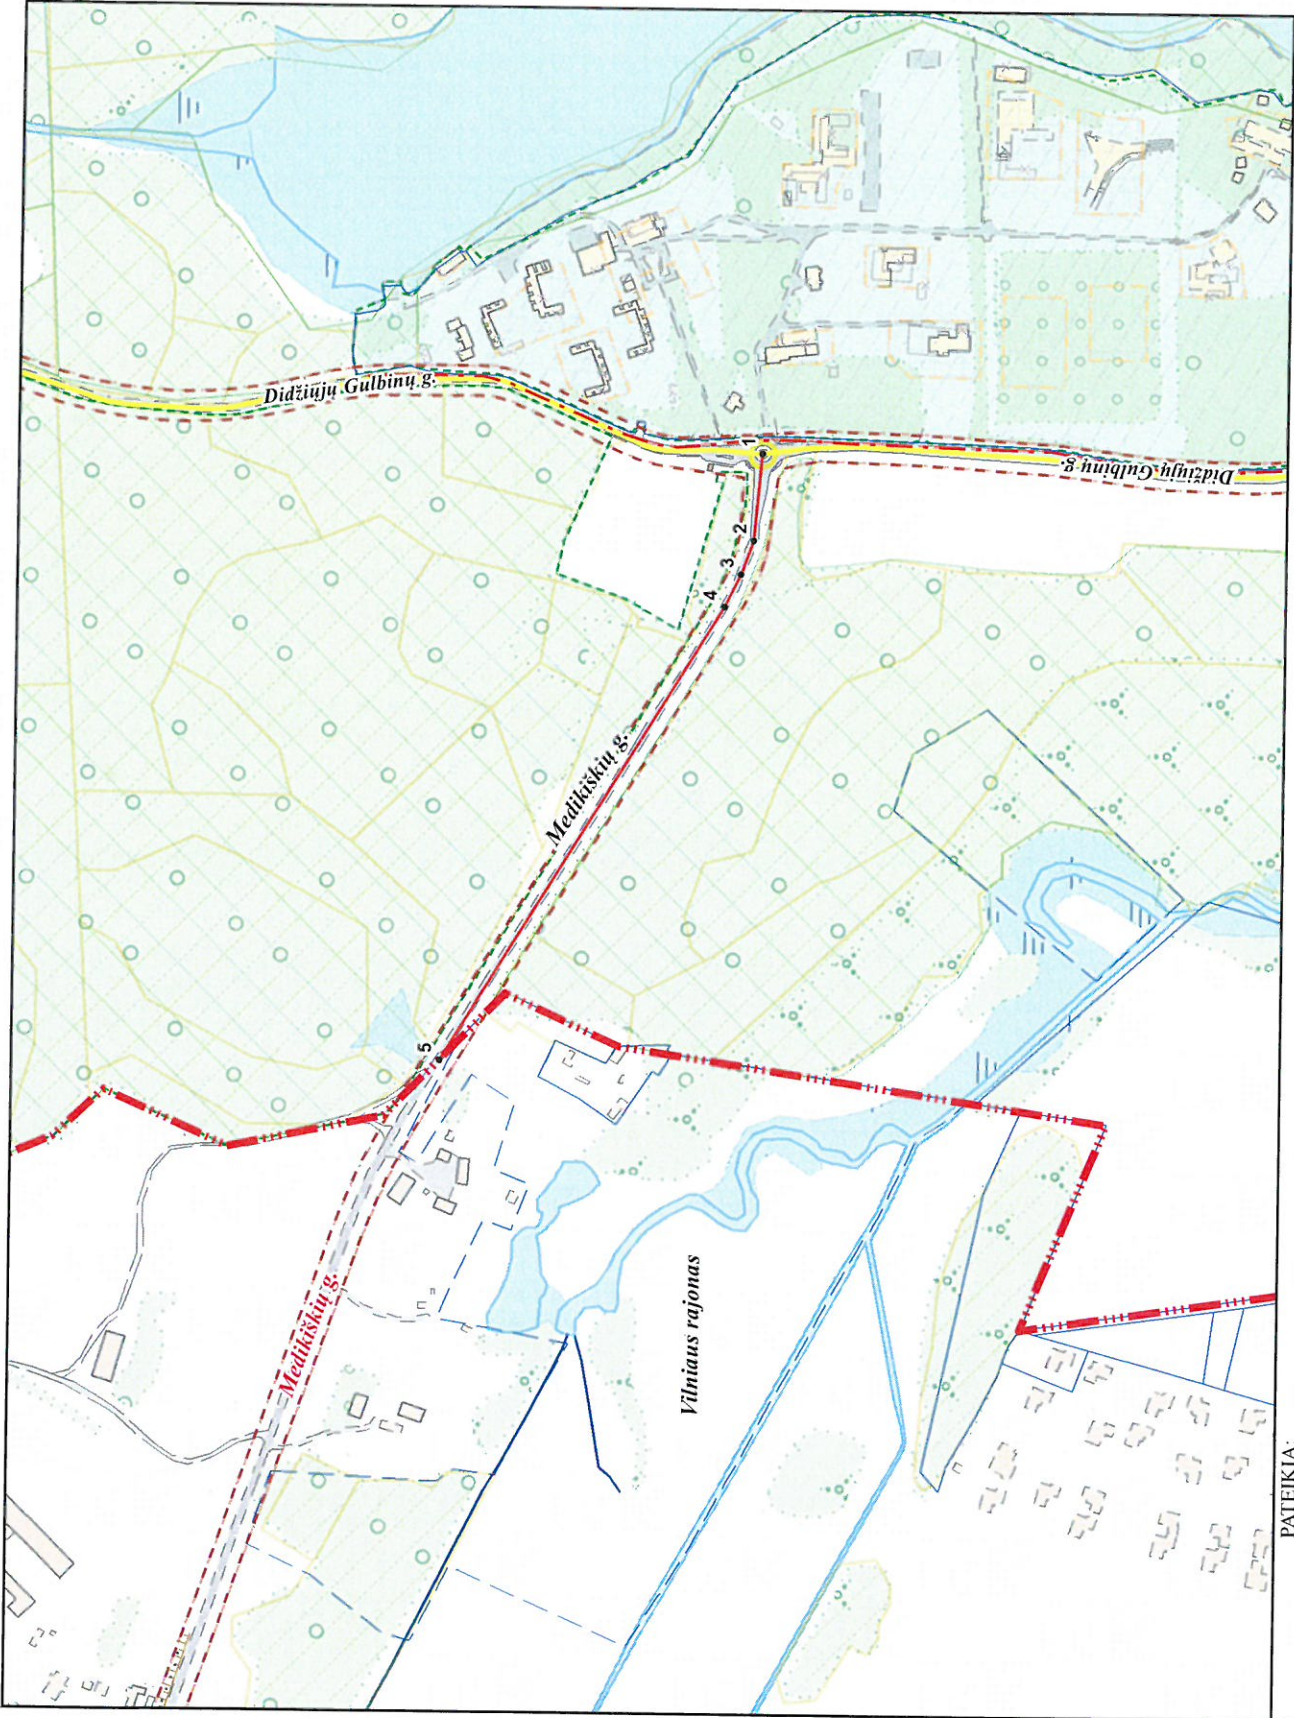 Didžiųjų Gulbinų g.
1
2
3
4
Didžiųjų Gulbinų g.
Medikiškių g.
5
Medikiškių g.
Vilniaus rajonas
PATEIKIA: